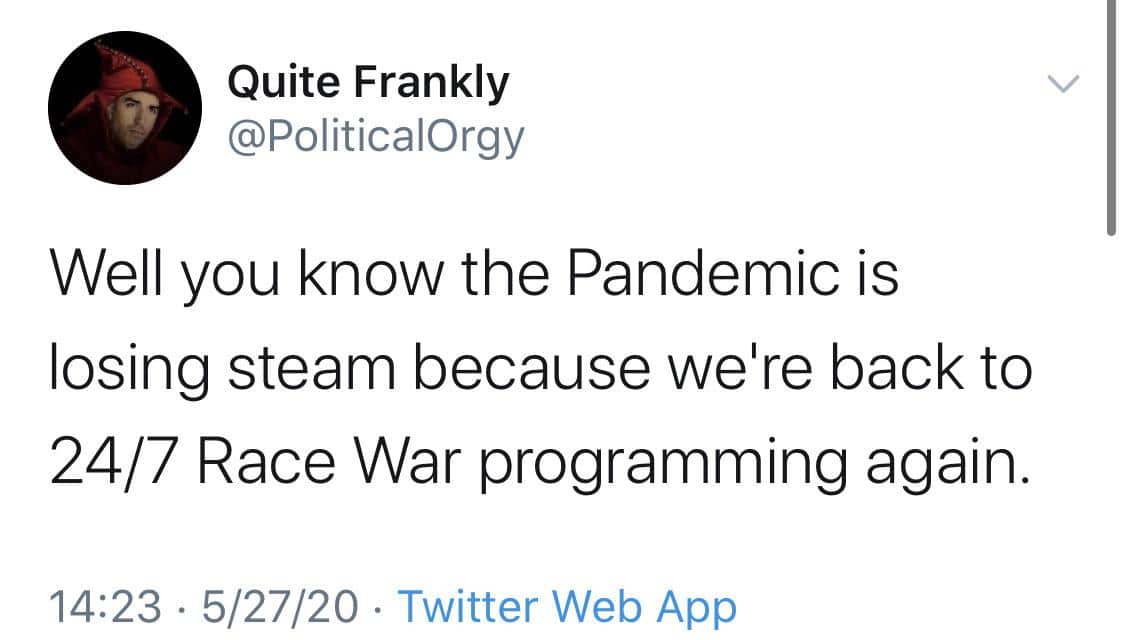 Quite Frankly
@PoliticalOrgy
Well you know the Pandemic is
losing steam because we're back to
24/7 Race War programming again.
14:23 · 5/27/20 · Twitter Web App